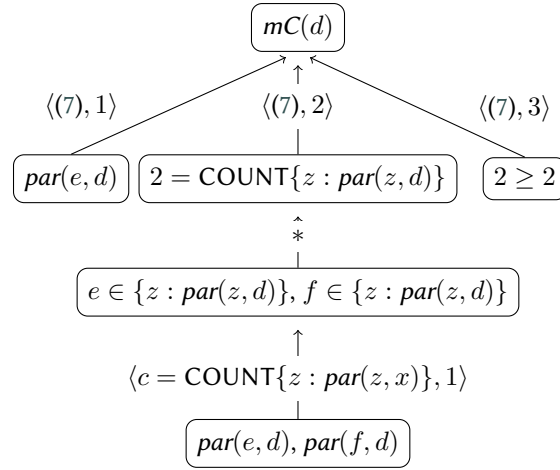 mC(d)
⟨(7), 1⟩ ⟨(7), 2⟩ ⟨(7), 3⟩
par(e, d) 2 = COUNT{z : par(z, d)} 2 ≥ 2
*
e ∈ {z : par(z, d)}, f ∈ {z : par(z, d)}
⟨c = COUNT{z : par(z, x)}, 1⟩
par(e, d), par(f, d)